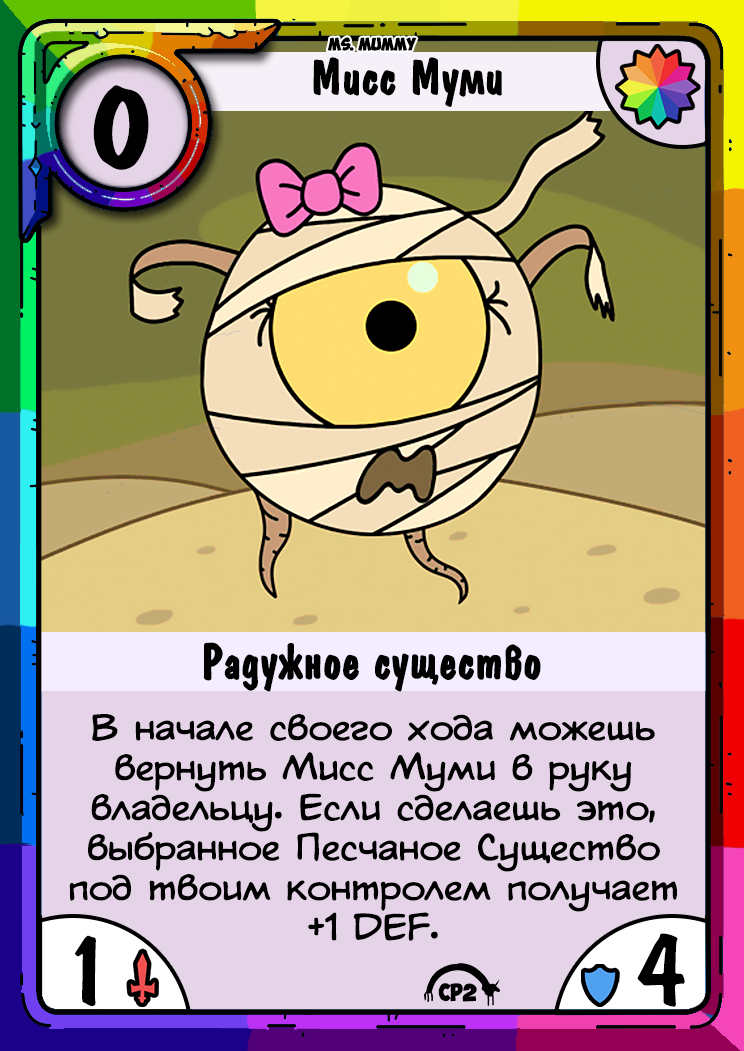 MS. MUMMY
0
Мисс Муми
Радужное существо
В начале своего хода можешь
вернуть Мисс Муми в руку
владельцу. Если сделаешь это,
выбранное Песчаное Существо
под твоим контролем получает
+1 DEF.
1
CP2
4